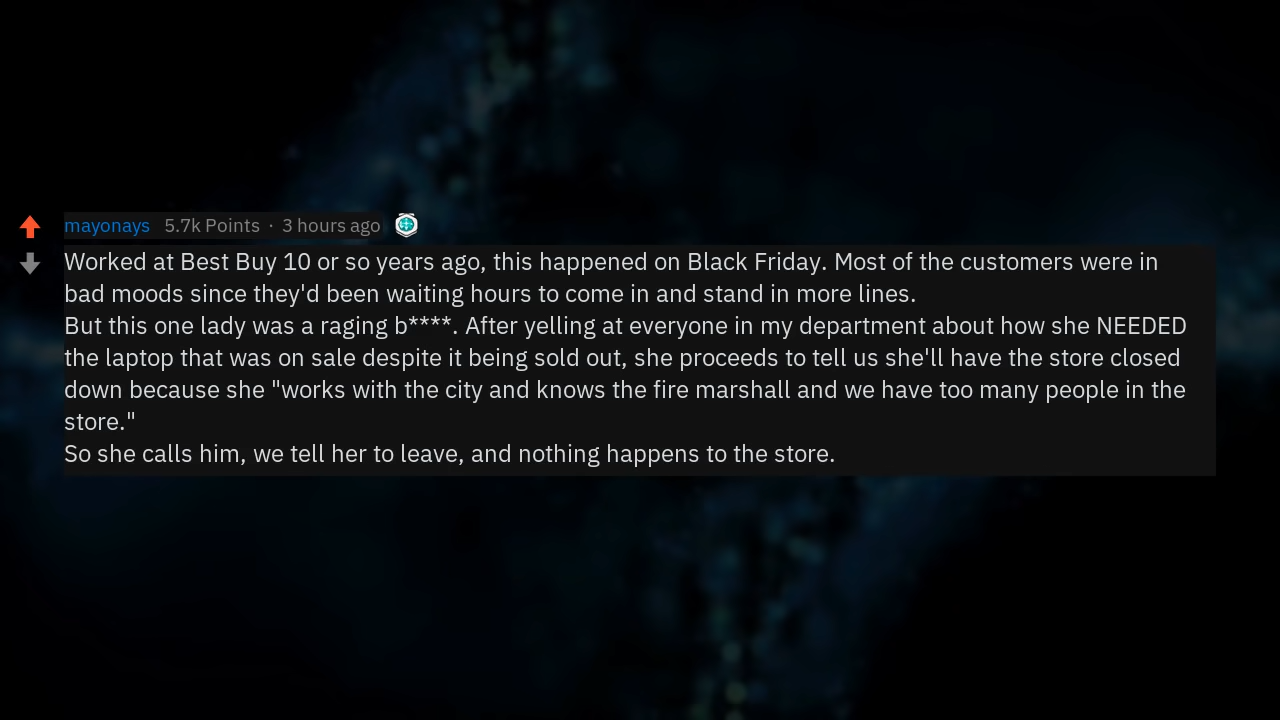 mayonays 5.7k Points · 3 hours ago
Worked at Best Buy 10 or so years ago, this happened on Black Friday. Most of the customers were in
bad moods since they'd been waiting hours to come in and stand in more lines.
But this one lady was a raging b****. After yelling at everyone in my department about how she NEEDED
the laptop that was on sale despite it being sold out, she proceeds to tell us she'll have the store closed
down because she "works with the city and knows the fire marshall and we have too many people in the
store."
So she calls him, we tell her to leave, and nothing happens to the store.